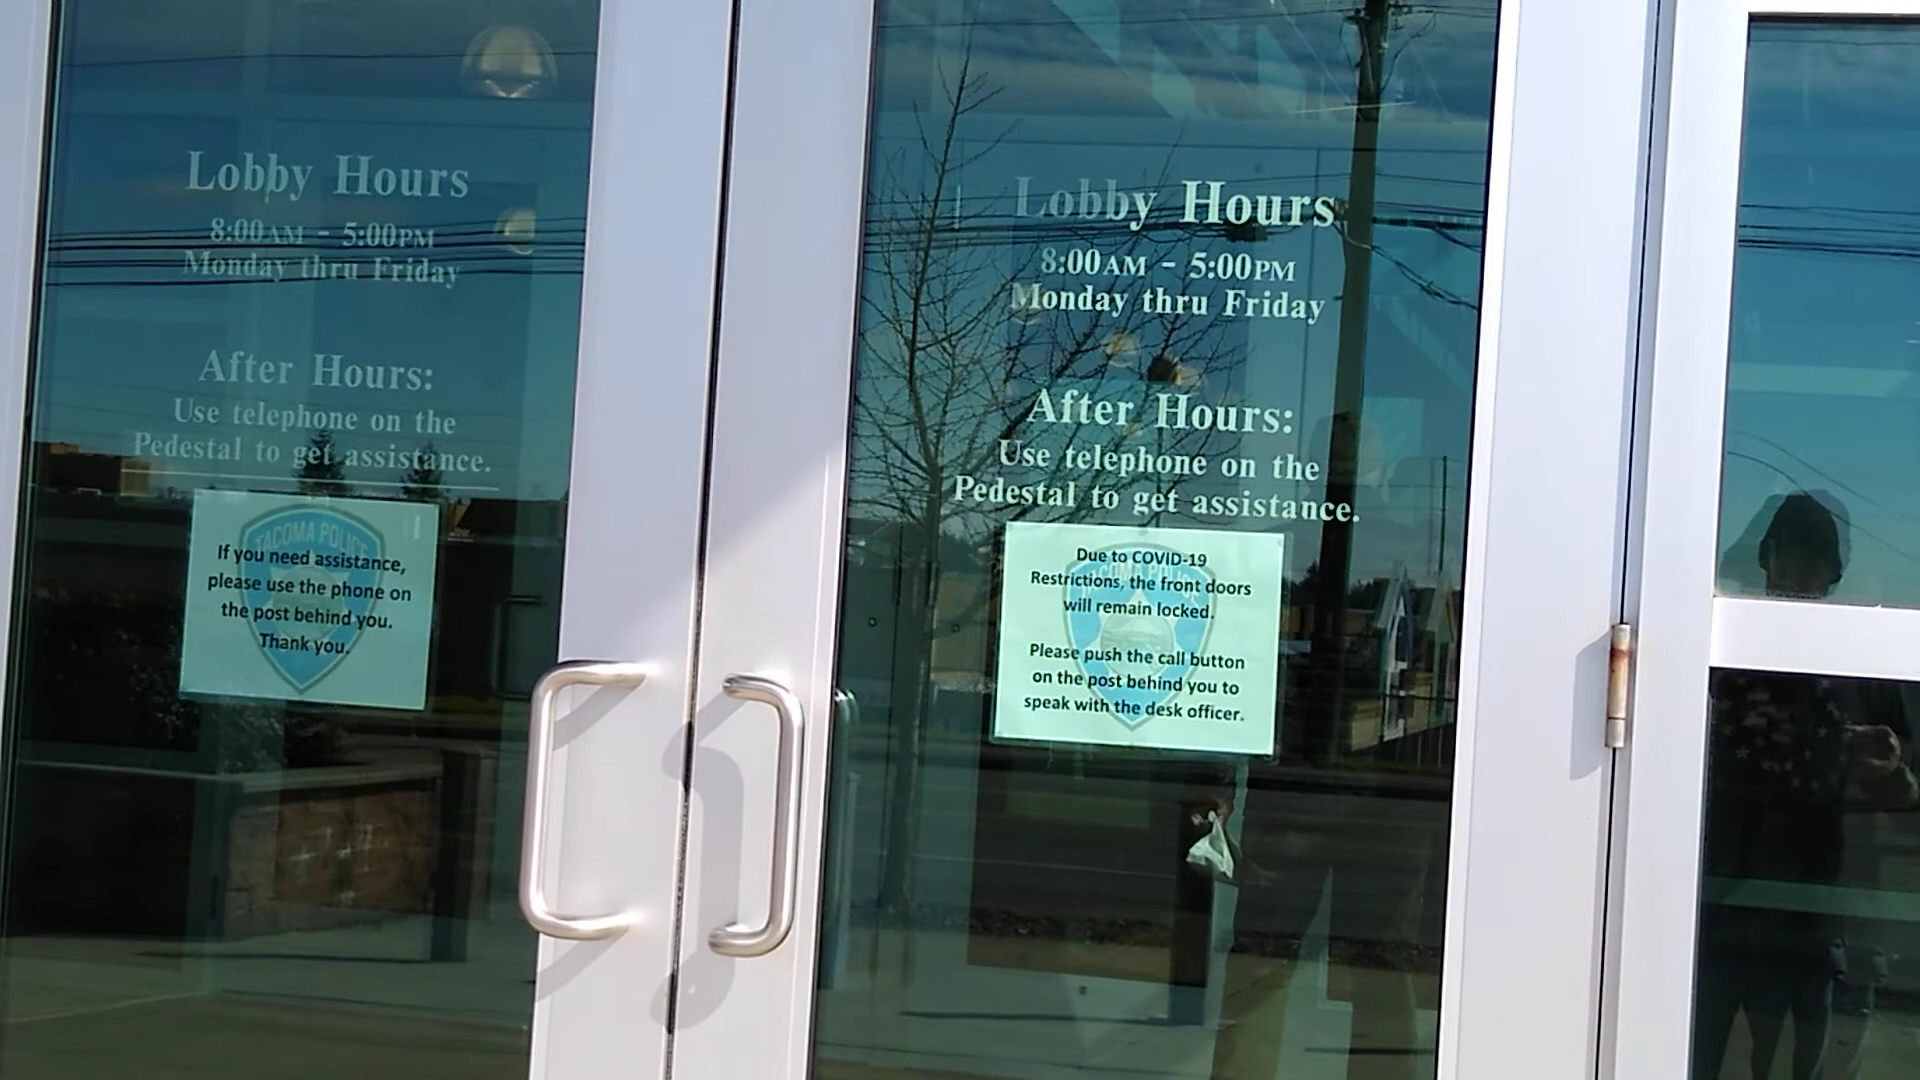 Lobby Hours
8:00AM - 5:00PM
Monday thru Friday
After Hours:
Use telephone on the
Pedestal to get assistance.
TACOMA POLICE
If you need assistance,
please use the phone on
the post behind you.
Thank you.
Lobby Hours
8:00AM - 5:00PM
Monday thru Friday
After Hours:
Use telephone on the
Pedestal to get assistance.
Due to COVID-19
Restrictions, the front doors
will remain locked.
Please push the call button
on the post behind you to
speak with the desk officer.